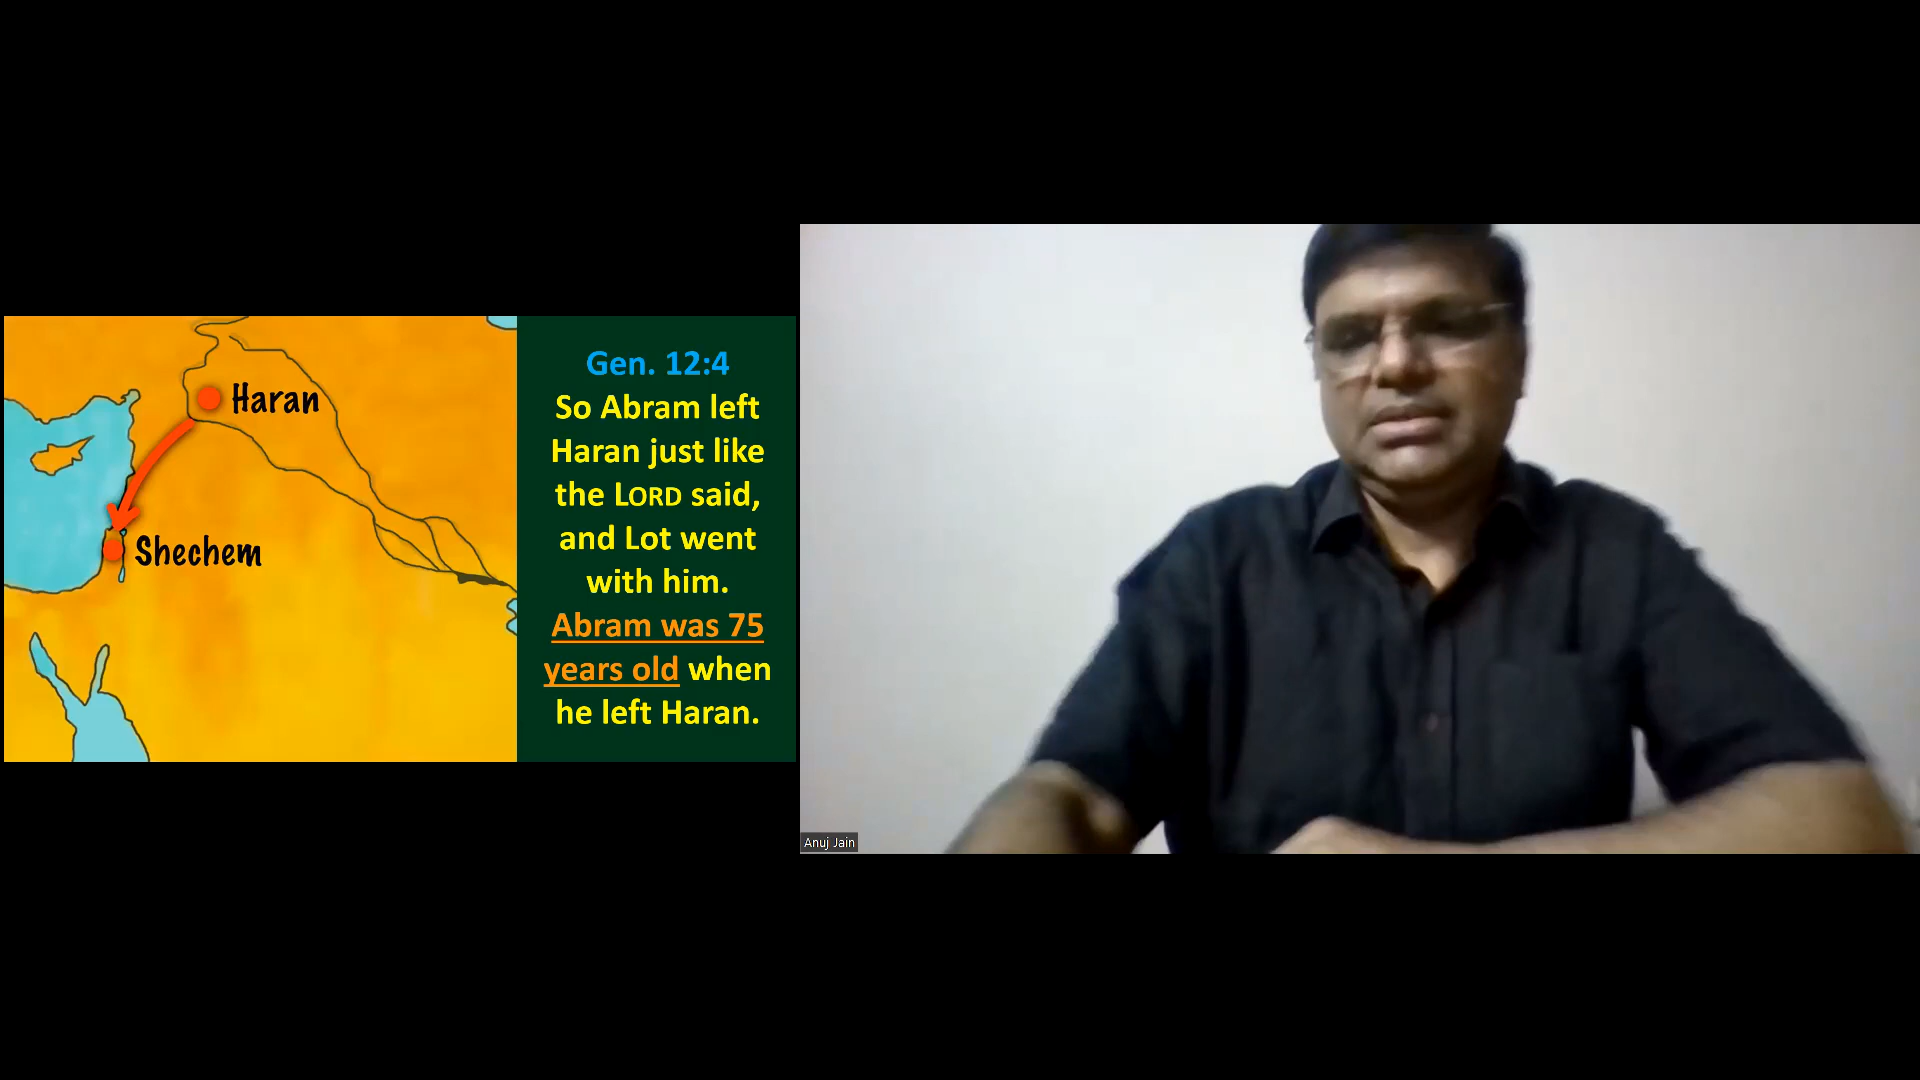 Haran
Shechem
Gen. 12:4
So Abram left
Haran just like
the LORD said,
and Lot went
with him.
Abram was 75
years old when
he left Haran.
Anuj Jain